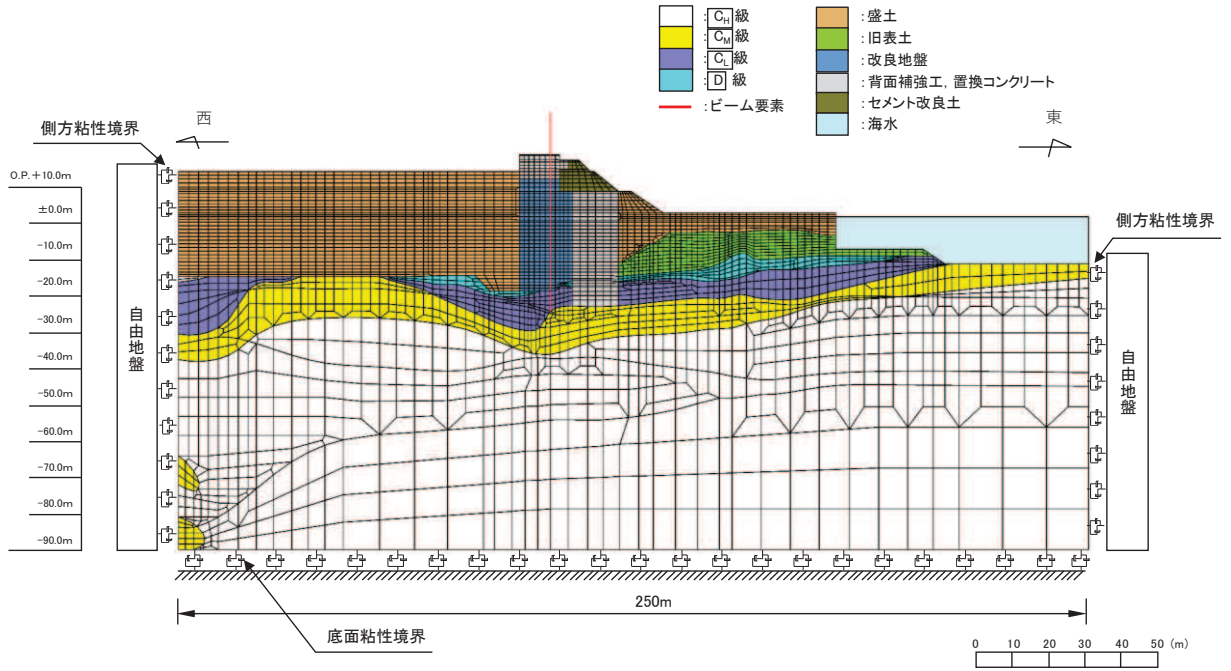 :C_H級
:C_M級
:C_L級
:D 級
:ビーム要素
:盛土
:旧表土
:改良地盤
:背面補強工, 置換コンクリート
:セメント改良土
:海水
西
東
側方粘性境界
側方粘性境界
O.P.+10.0m
±0.0m
-10.0m
-20.0m
-30.0m
-40.0m
-50.0m
-60.0m
-70.0m
-80.0m
-90.0m
自由地盤
自由地盤
250m
底面粘性境界
0 10 20 30 40 50 (m)